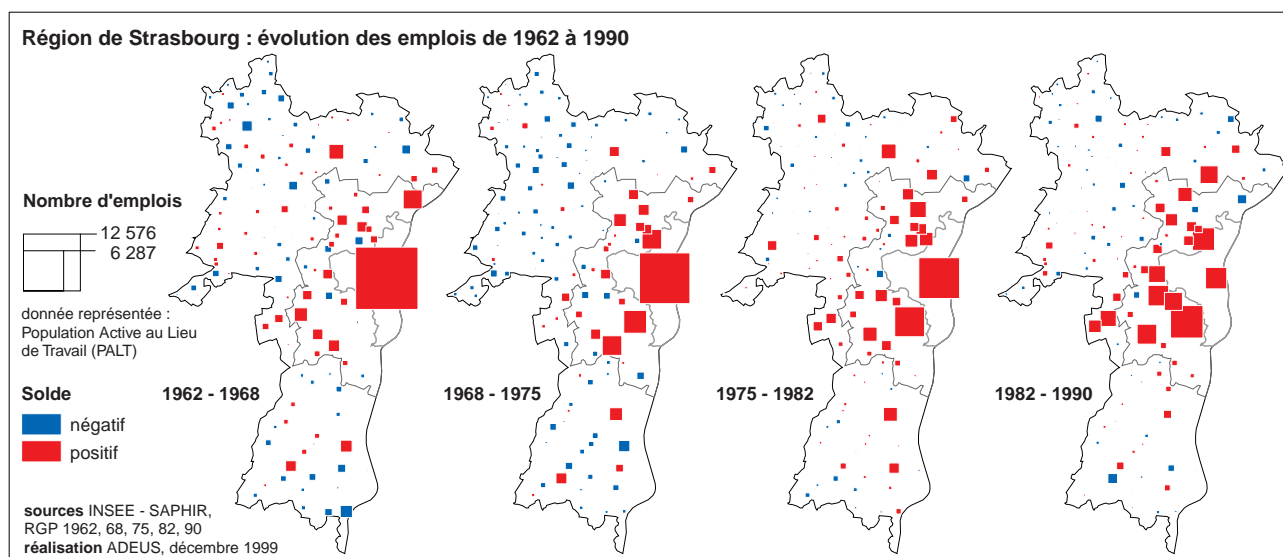 Région de Strasbourg : évolution des emplois de 1962 à 1990
Nombre d'emplois
12 576
6 287
donnée représentée :
Population Active au Lieu
de Travail (PALT)
Solde
négatif
positif
1962 - 1968
1968 - 1975
1975 - 1982
1982 - 1990
sources INSEE - SAPHIR,
RGP 1962, 68, 75, 82, 90
réalisation ADEUS, décembre 1999